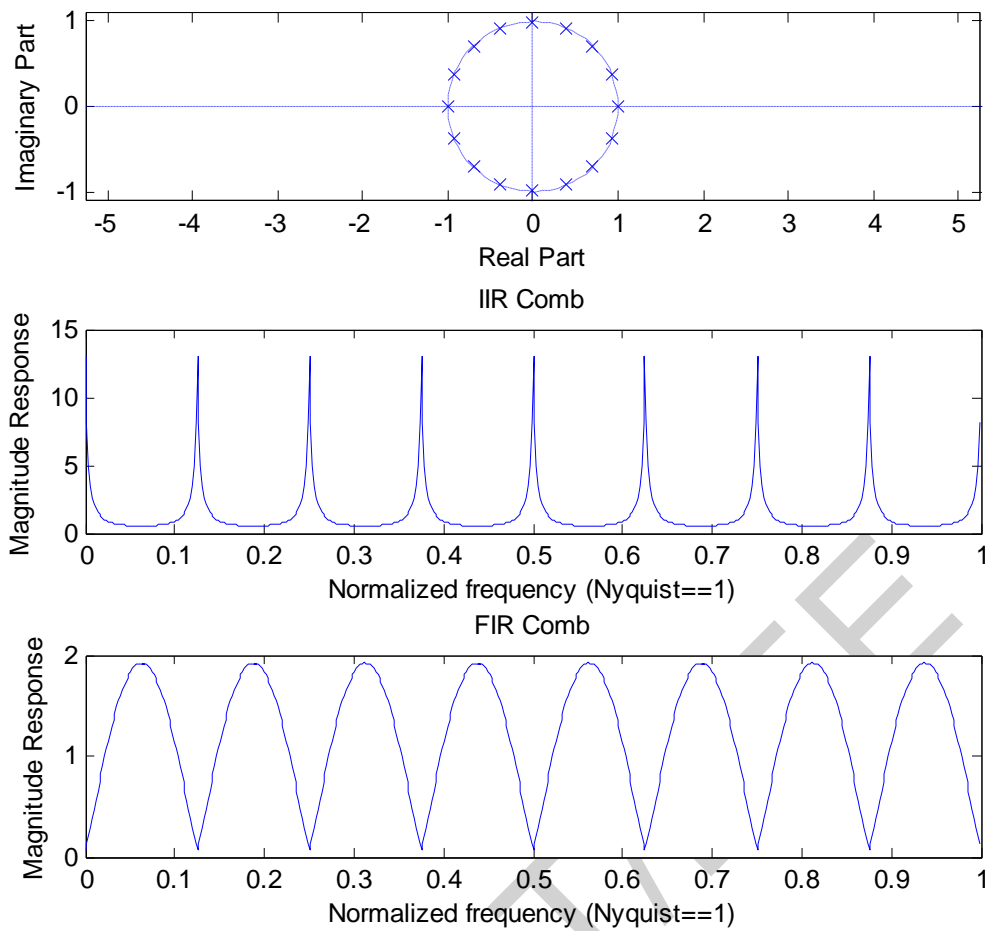 1
0
-1
Imaginary Part
-5 -4 -3 -2 -1 0 1 2 3 4 5
Real Part
IIR Comb
15
10
5
0
Magnitude Response
0 0.1 0.2 0.3 0.4 0.5 0.6 0.7 0.8 0.9 1
Normalized frequency (Nyquist==1)
FIR Comb
2
1
0
Magnitude Response
0 0.1 0.2 0.3 0.4 0.5 0.6 0.7 0.8 0.9 1
Normalized frequency (Nyquist==1)